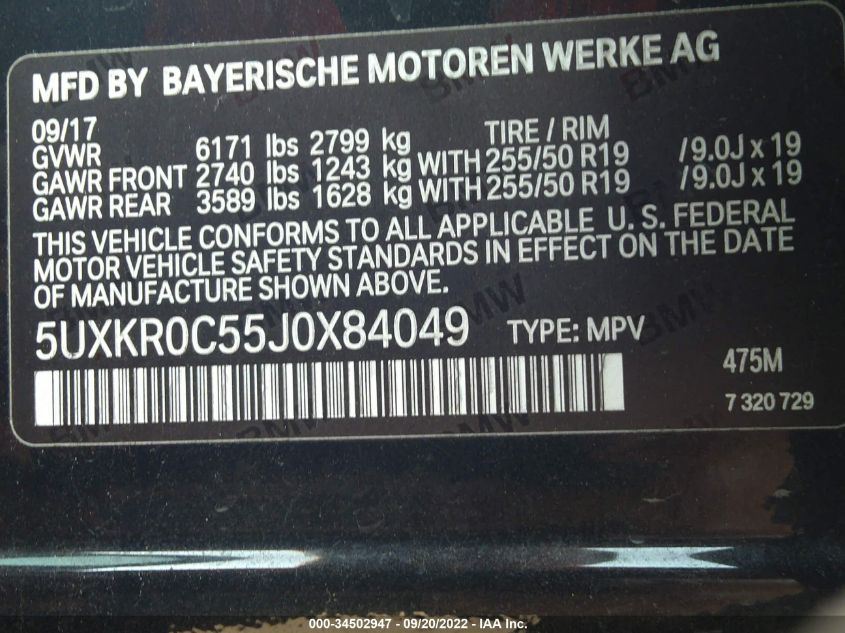 MFD BY BAYERISCHE MOTOREN WERKE AG
09/17 TIRE / RIM
GVWR 6171 lbs 2799 kg
GAWR FRONT 2740 lbs 1243 kg WITH 255/50 R19 /9.0J x 19
GAWR REAR 3589 lbs 1628 kg WITH 255/50 R19 /9.0J x 19
THIS VEHICLE CONFORMS TO ALL APPLICABLE U. S. FEDERAL
MOTOR VEHICLE SAFETY STANDARDS IN EFFECT ON THE DATE
OF MANUFACTURE SHOWN ABOVE.
5UXKR0C55J0X84049 TYPE: MPV
475M
7 320 729
000-34502947 - 09/20/2022 - IAA Inc.